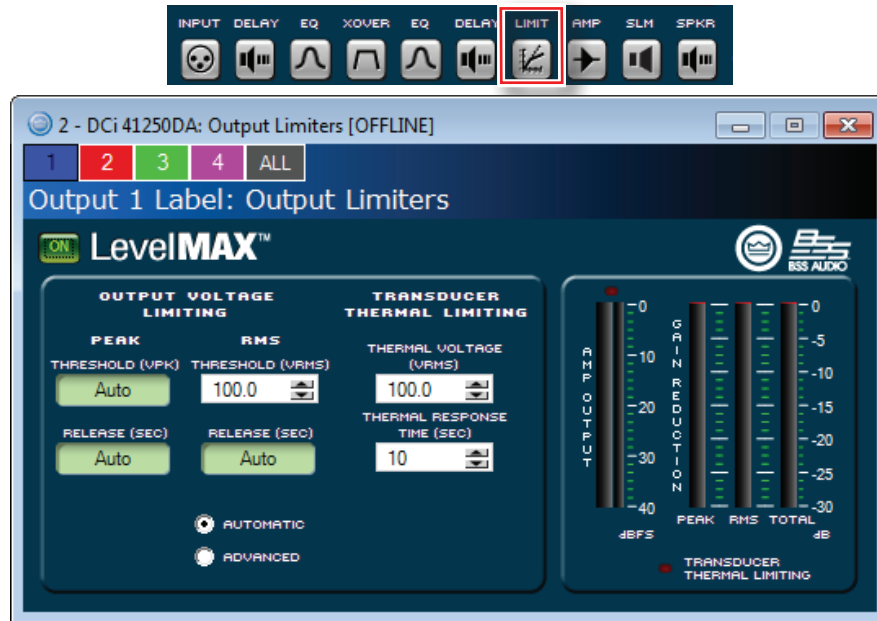 INPUT DELAY EQ XOVER EQ DELAY LIMIT AMP SLM SPKR
2 - DCi 41250DA: Output Limiters [OFFLINE]
1 2 3 4 ALL
Output 1 Label: Output Limiters
ON LevelMAX™
BSS
BSS AUDIO
OUTPUT VOLTAGE
LIMITING
PEAK
THRESHOLD (VPK)
Auto
RELEASE (SEC)
Auto
RMS
THRESHOLD (VRMS)
100.0
RELEASE (SEC)
Auto
AUTOMATIC
ADVANCED
TRANSDUCER
THERMAL LIMITING
THERMAL VOLTAGE
(VRMS)
100.0
THERMAL RESPONSE
TIME (SEC)
10
AMP OUTPUT
0
-10
-20
-30
-40
dBFS
GAIN REDUCTION
0
-5
-10
-15
-20
-25
-30
PEAK RMS TOTAL
dB
TRANSDUCER
THERMAL LIMITING